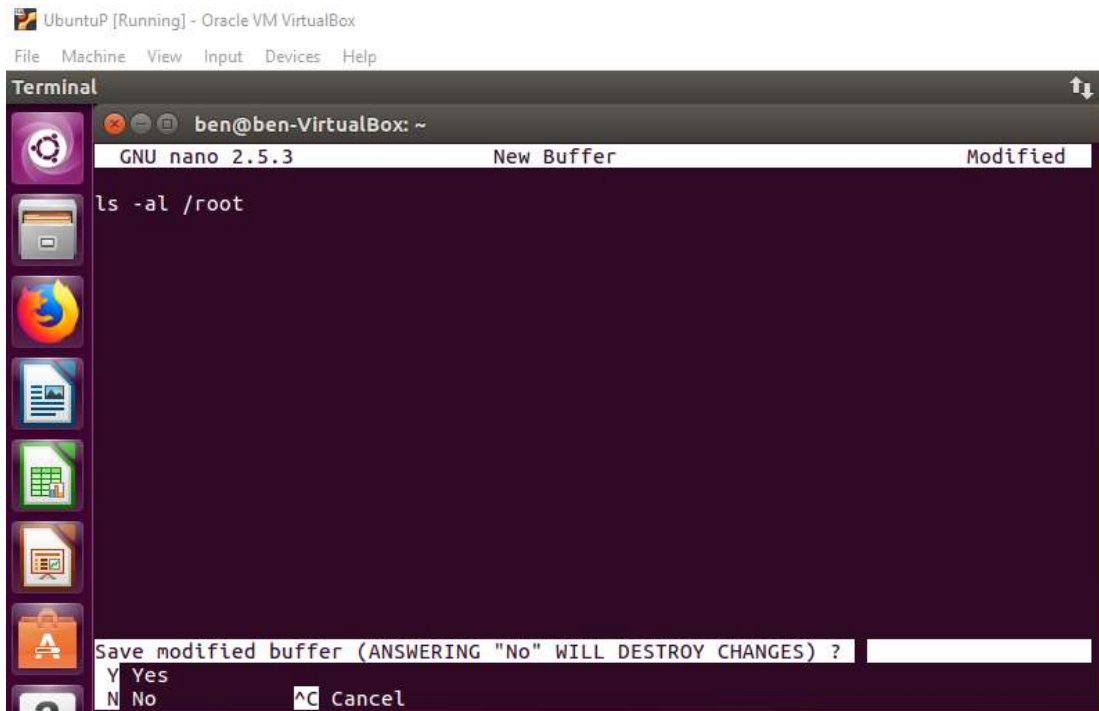 UbuntuP [Running] - Oracle VM VirtualBox
File Machine View Input Devices Help
Terminal
ben@ben-VirtualBox: ~
GNU nano 2.5.3 New Buffer Modified
ls -al /root
Save modified buffer (ANSWERING "No" WILL DESTROY CHANGES) ?
Y Yes
N No ^C Cancel